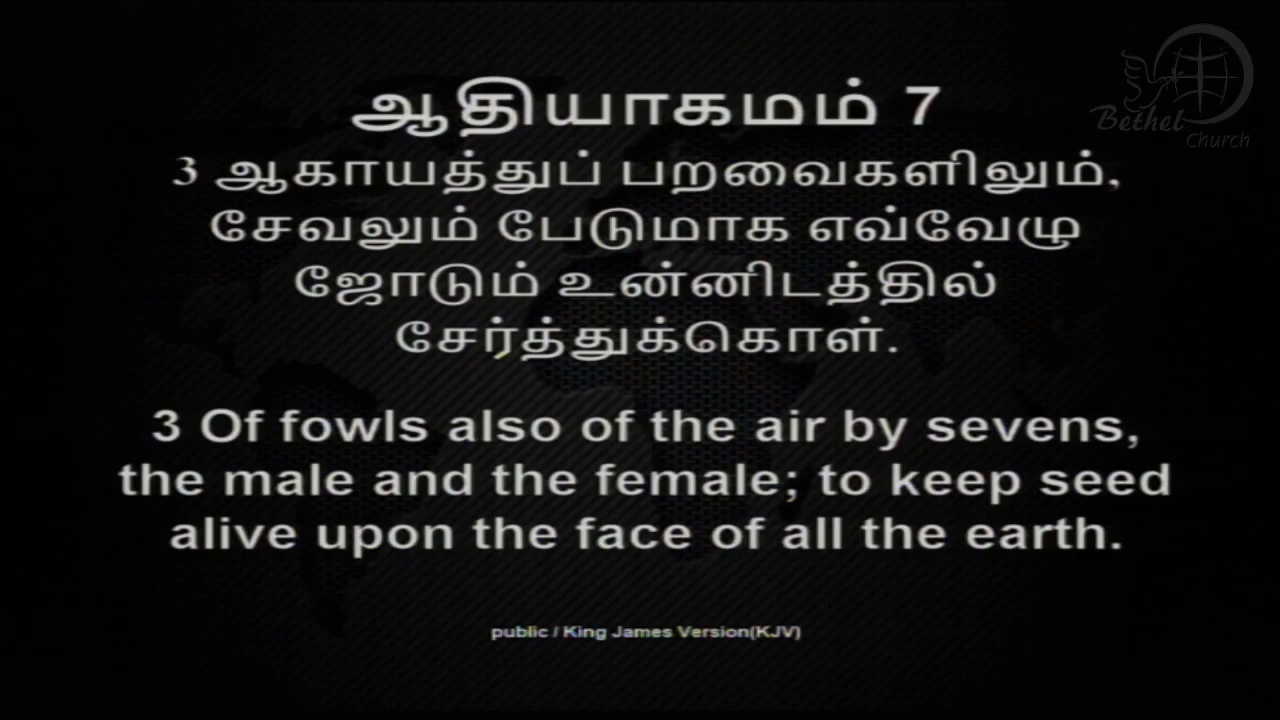 Bethel
Church
ஆதியாகமம் 7
3 ஆகாயத்துப் பறவைகளிலும்,
சேவலும் பேடுமாக எவ்வேழு
ஜோடும் உன்னிடத்தில்
சேர்த்துக்கொள்.
3 Of fowls also of the air by sevens,
the male and the female; to keep seed
alive upon the face of all the earth.
public / King James Version(KJV)